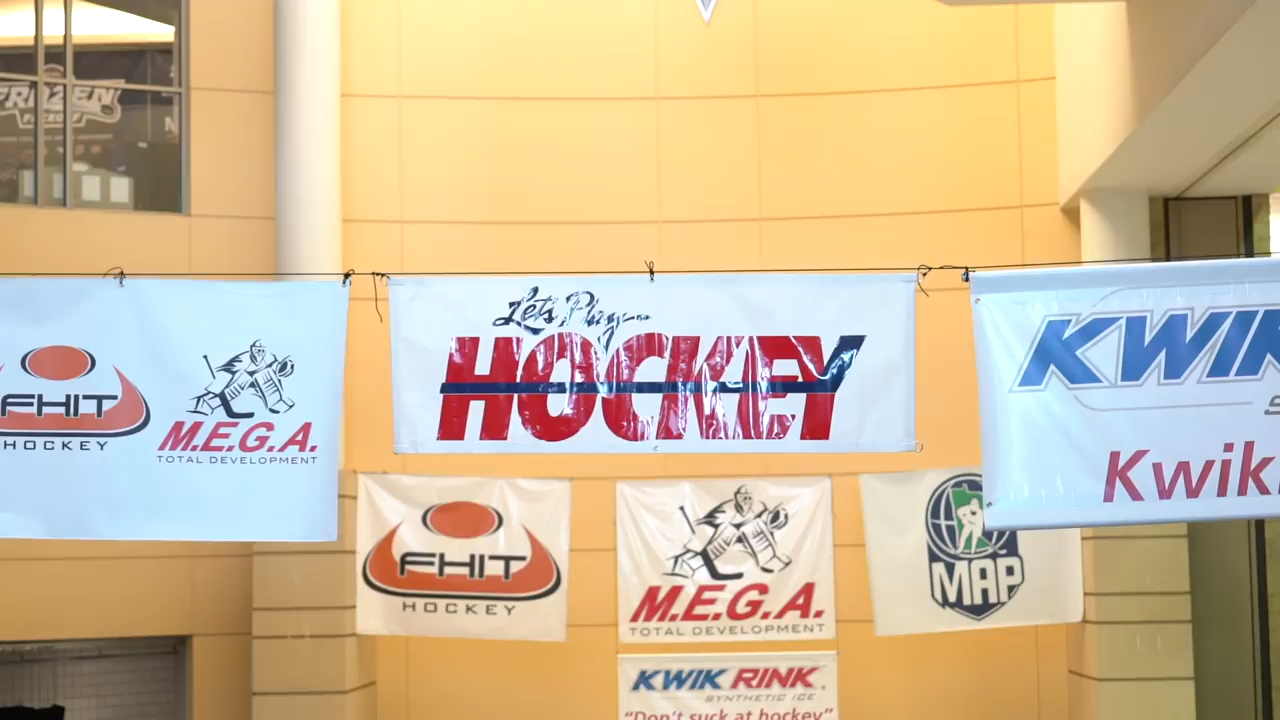 FROZEN
FACEOFF
FHIT
HOCKEY
M.E.G.A.
TOTAL DEVELOPMENT
Let's Play
HOCKEY
KWIK
S
Kwik
FHIT
HOCKEY
M.E.G.A.
TOTAL DEVELOPMENT
MAP
KWIK RINK
SYNTHETIC ICE
"Don't suck at hockey"